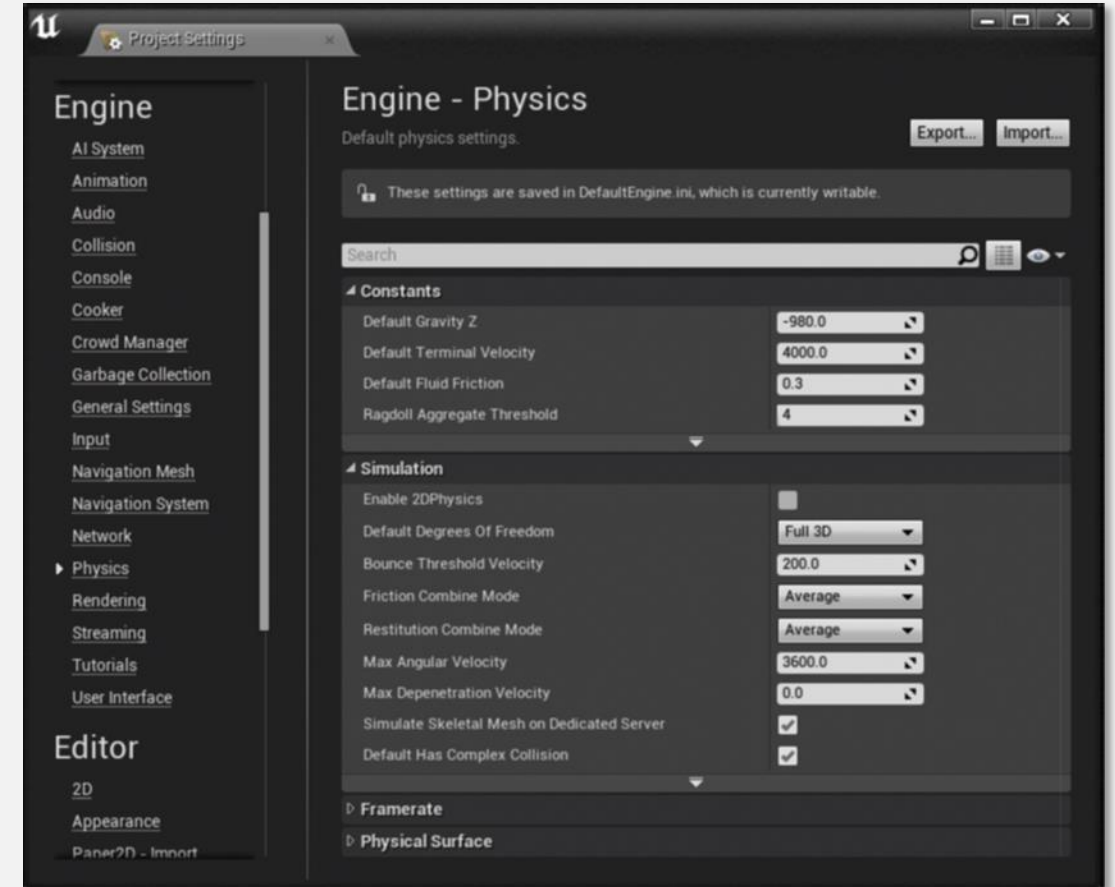 Project Settings
Engine
AI System
Animation
Audio
Collision
Console
Cooker
Crowd Manager
Garbage Collection
General Settings
Input
Navigation Mesh
Navigation System
Network
Physics
Rendering
Streaming
Tutorials
User Interface
Editor
2D
Appearance
Paper2D - Import
Engine - Physics
Default physics settings.
Export... Import...
These settings are saved in DefaultEngine.ini, which is currently writable.
Search
Constants
Default Gravity Z -980.0
Default Terminal Velocity 4000.0
Default Fluid Friction 0.3
Ragdoll Aggregate Threshold 4
Simulation
Enable 2DPhysics
Default Degrees Of Freedom Full 3D
Bounce Threshold Velocity 200.0
Friction Combine Mode Average
Restitution Combine Mode Average
Max Angular Velocity 3600.0
Max Depenetration Velocity 0.0
Simulate Skeletal Mesh on Dedicated Server
Default Has Complex Collision
Framerate
Physical Surface